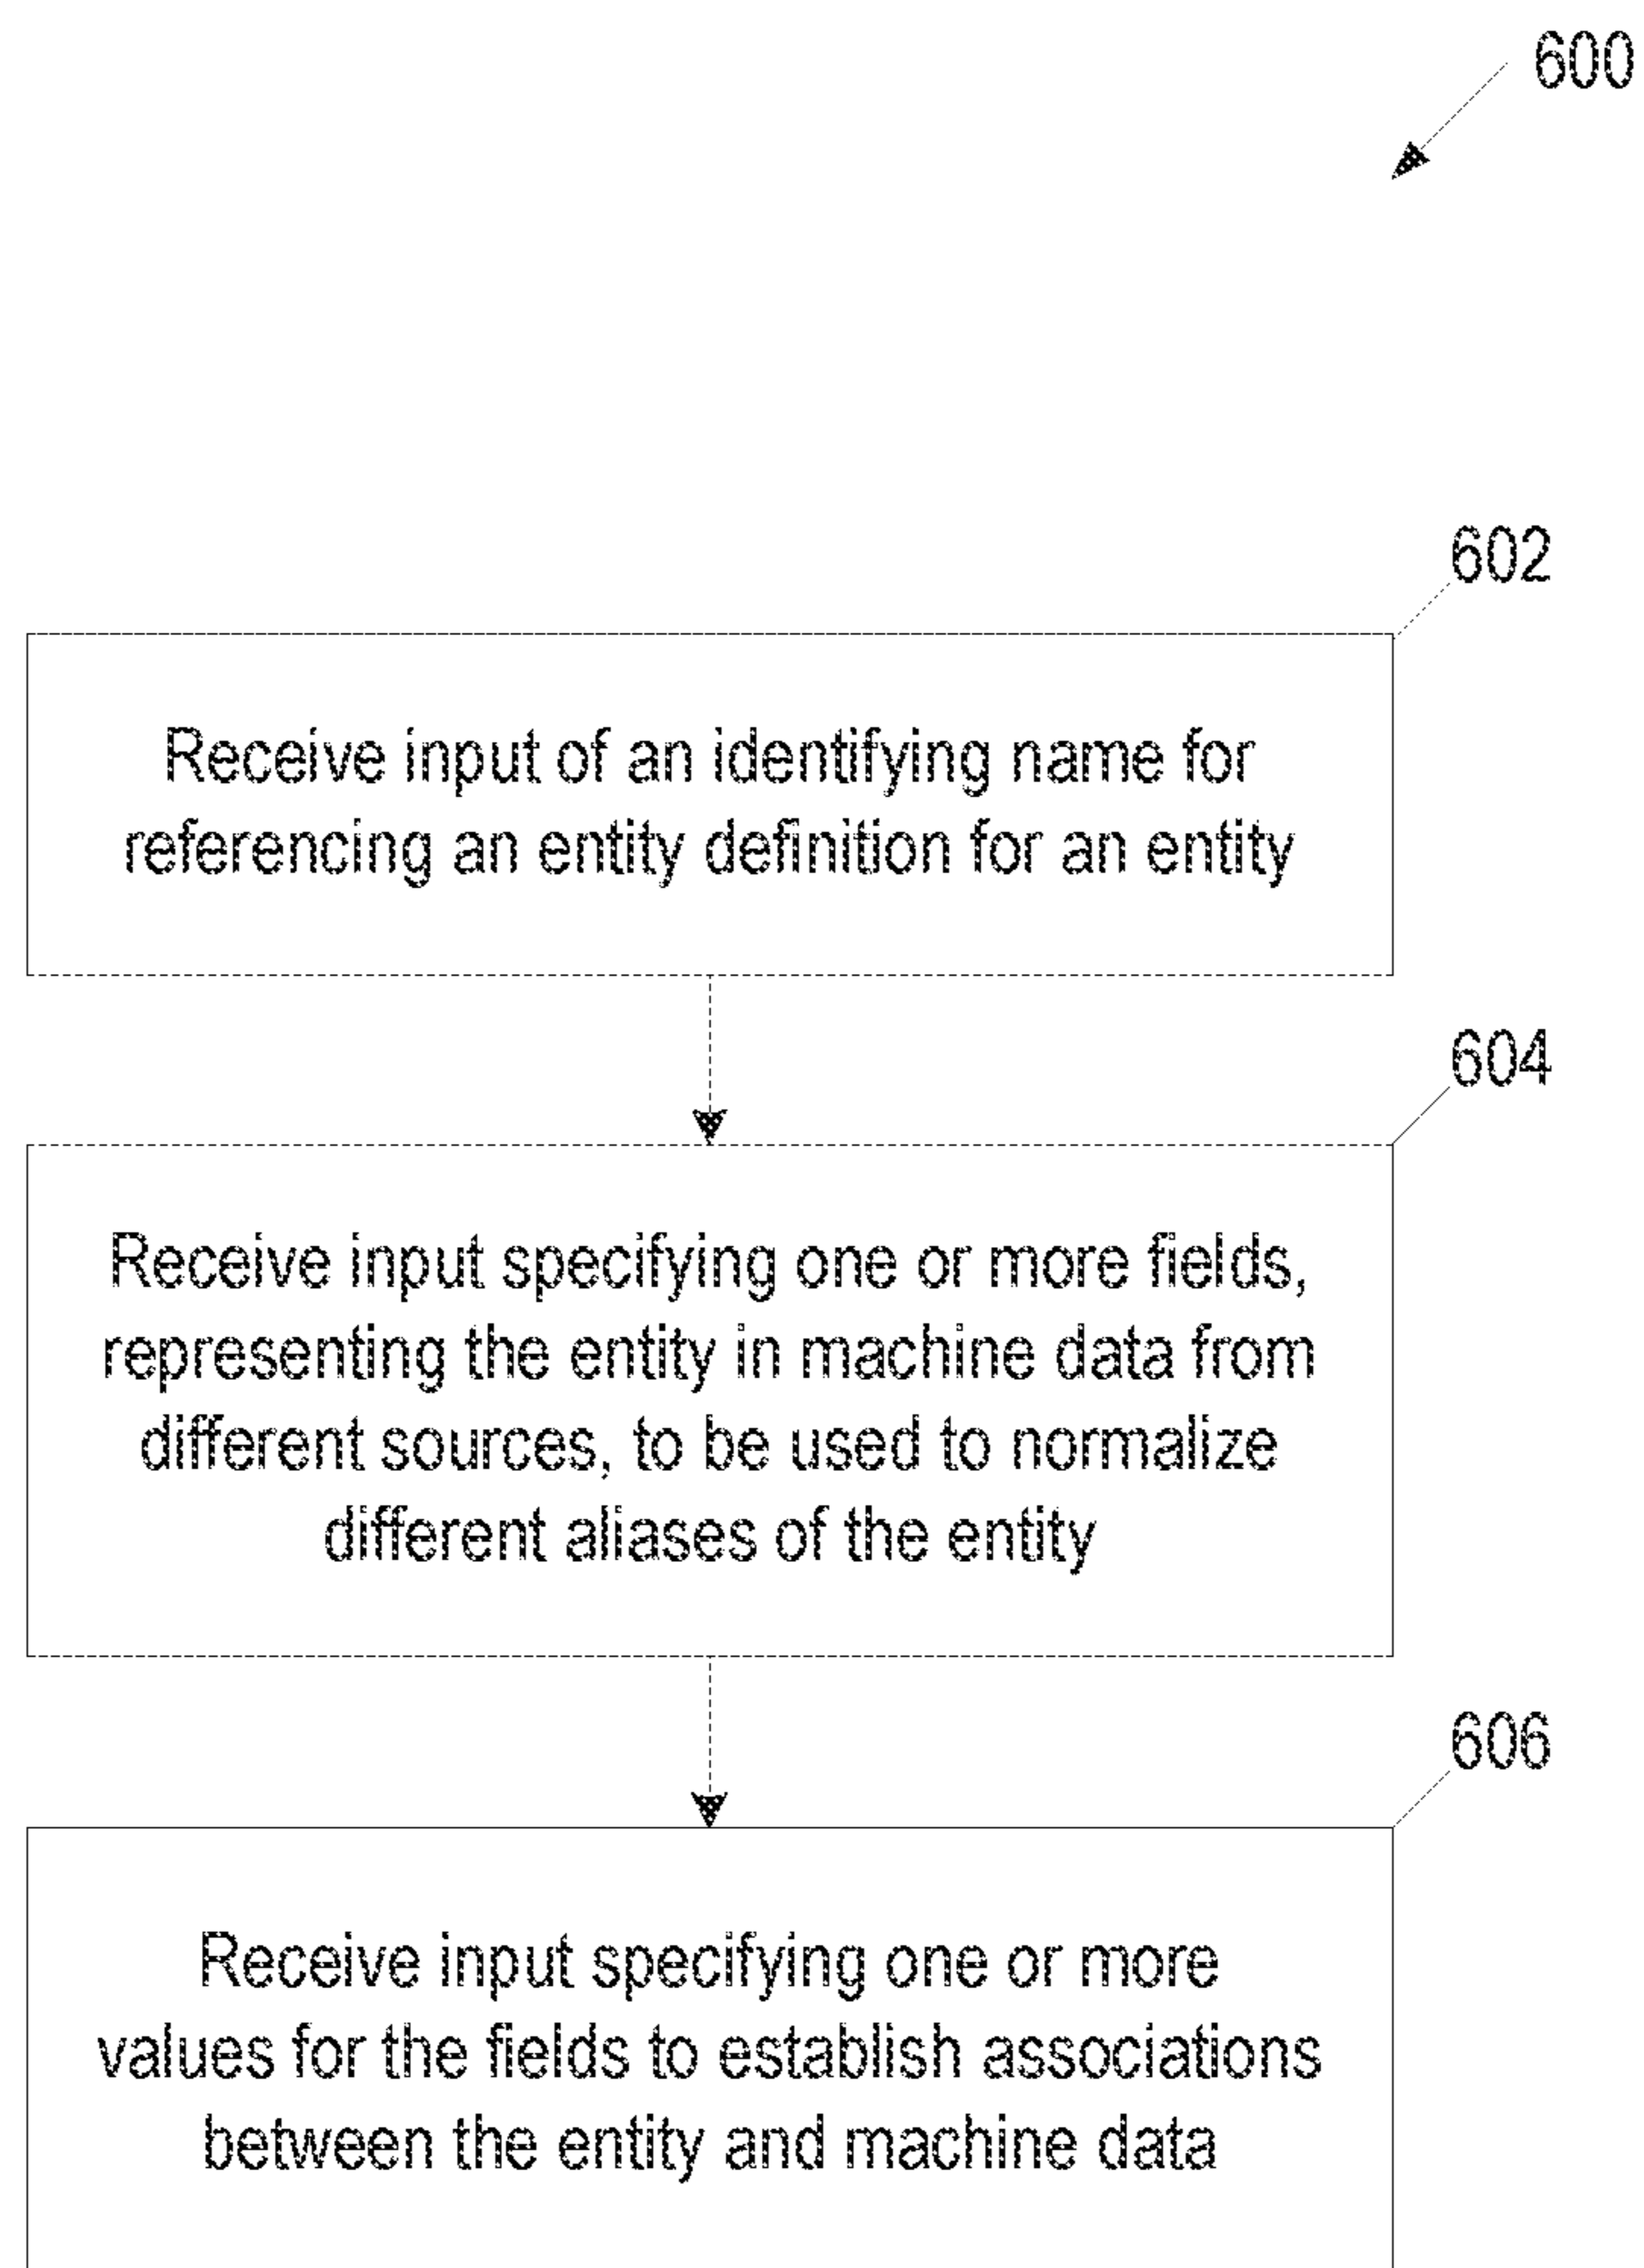 600
602
Receive input of an identifying name for
referencing an entity definition for an entity
604
Receive input specifying one or more fields,
representing the entity in machine data from
different sources, to be used to normalize
different aliases of the entity
606
Receive input specifying one or more
values for the fields to establish associations
between the entity and machine data